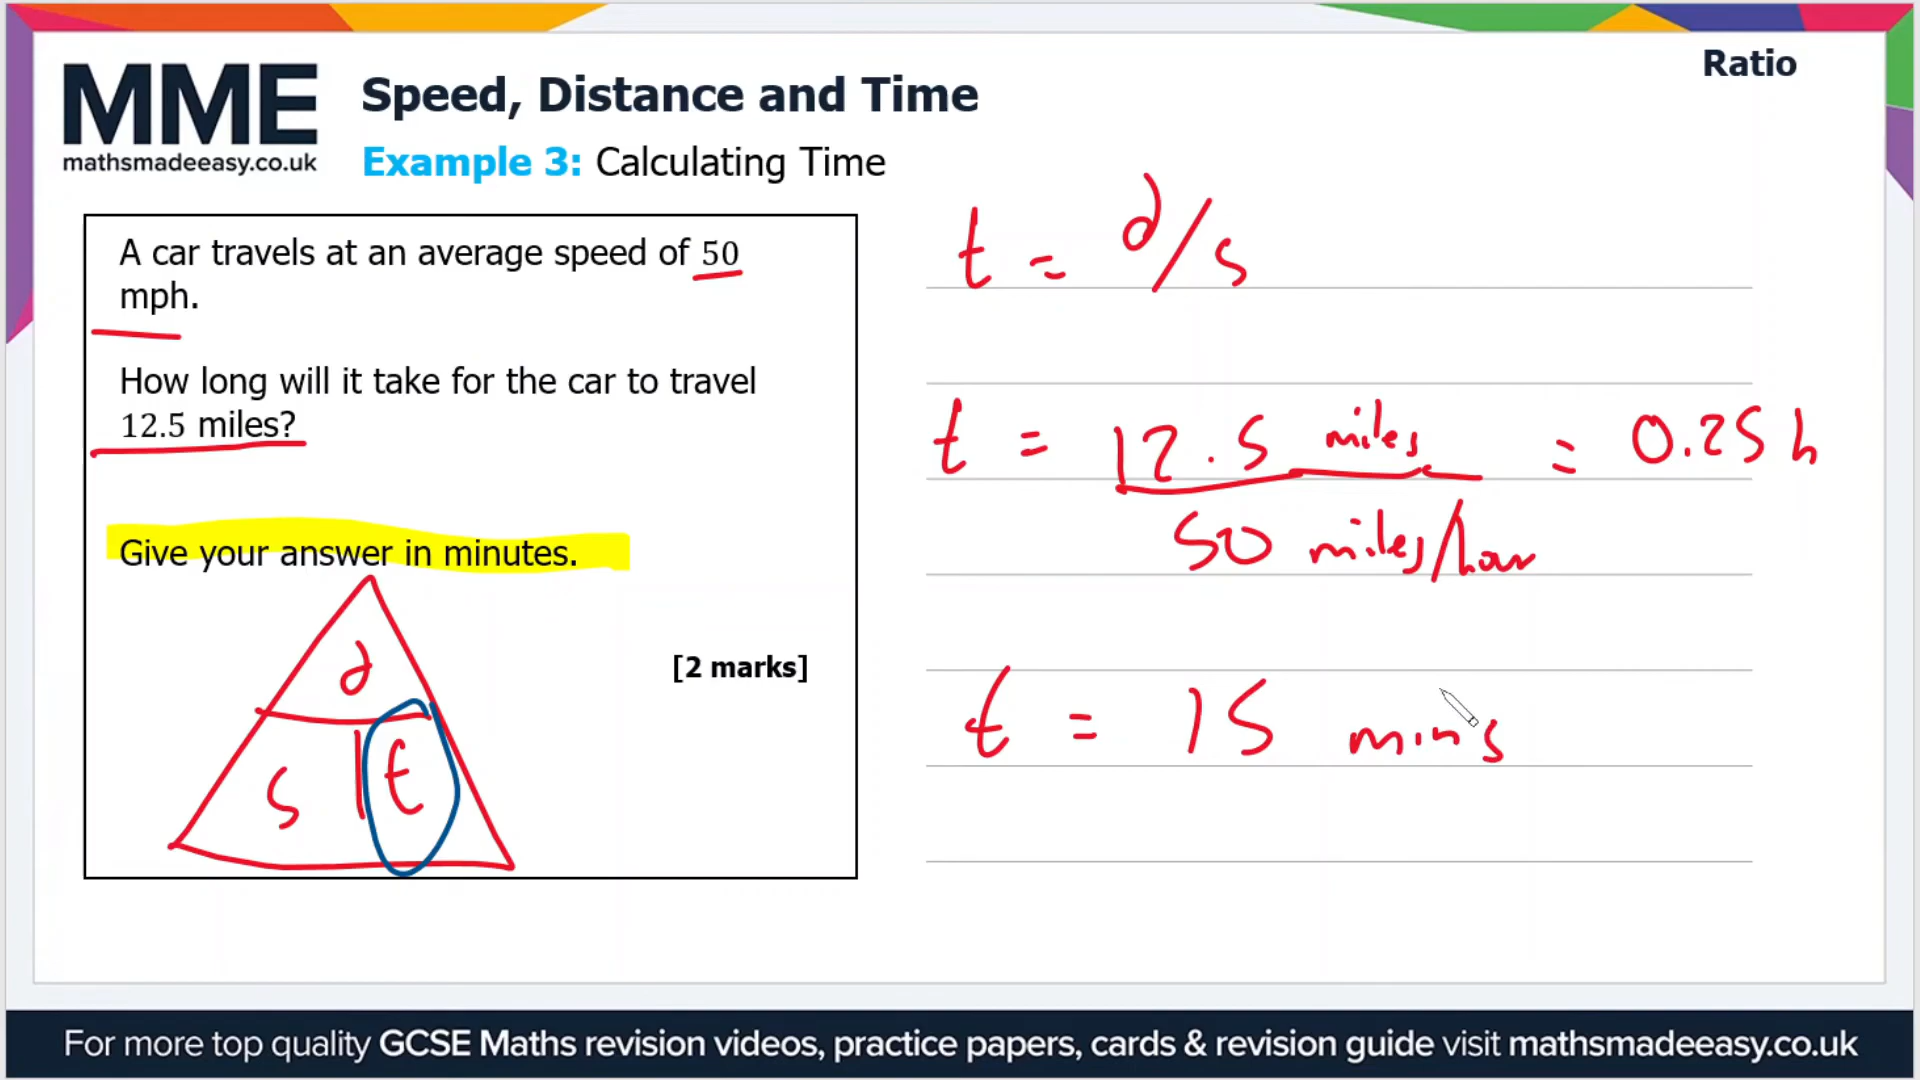 MME
mathsmadeeasy.co.uk
Speed, Distance and Time
Example 3: Calculating Time
Ratio
A car travels at an average speed of 50
mph.
How long will it take for the car to travel
12.5 miles?
Give your answer in minutes.
[2 marks]
d
s t
t = d/s
t = 12.5 miles = 0.25 h
50 miles/hour
t = 15 mins
For more top quality GCSE Maths revision videos, practice papers, cards & revision guide visit mathsmadeeasy.co.uk